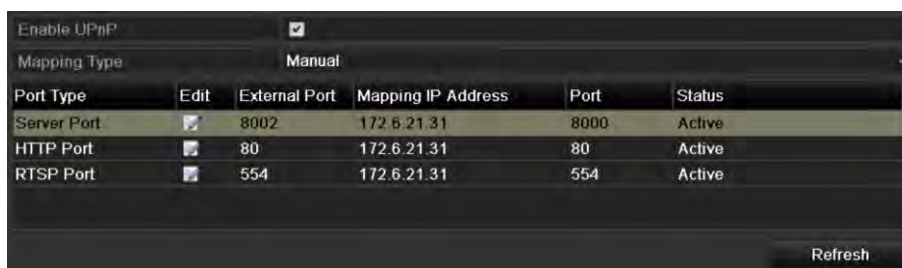 Enable UPnP
Mapping Type Manual
Port Type Edit External Port Mapping IP Address Port Status
Server Port 8002 172.6.21.31 8000 Active
HTTP Port 80 172.6.21.31 80 Active
RTSP Port 554 172.6.21.31 554 Active
Refresh